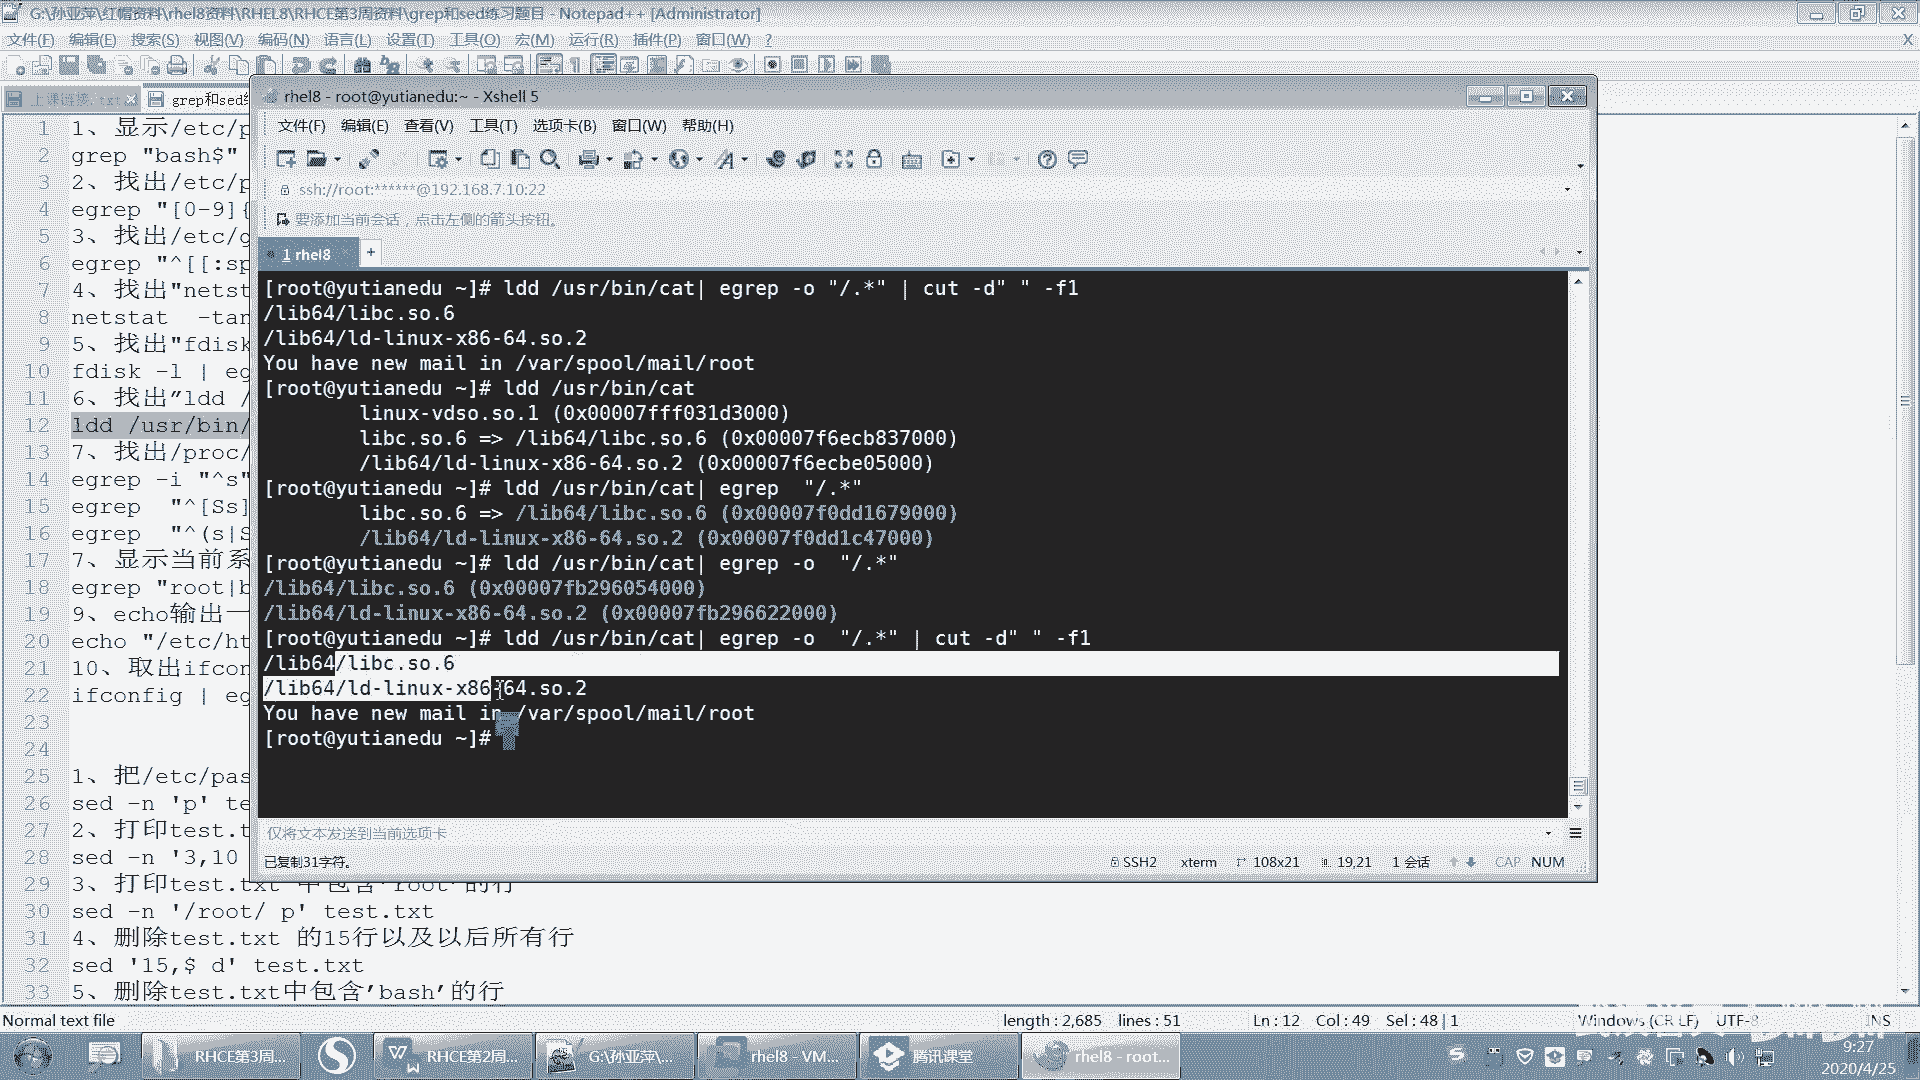 G:\孙亚萍\红帽资料\rhel8资料\RHEL8\RHCE第3周资料\grep和sed练习题目 - Notepad++ [Administrator]
文件(F) 编辑(E) 搜索(S) 视图(V) 编码(N) 语言(L) 设置(T) 工具(O) 宏(M) 运行(R) 插件(P) 窗口(W) ?
上课链接.txt grep和sed
1 1、显示/etc/p
2 grep "bash$"
3 2、找出/etc/p
4 egrep "[0-9]{
5 3、找出/etc/g
6 egrep "^[[:sp
7 4、找出"netst
8 netstat -tan
9 5、找出"fdisk
10 fdisk -l | eg
11 6、找出”ldd /
12 ldd /usr/bin/
13 7、找出/proc/
14 egrep -i "^s"
15 egrep "^[Ss]
16 egrep "^(s|S
17 7、显示当前系
18 egrep "root|b
19 9、echo输出一
20 echo "/etc/ht
21 10、取出ifcon
22 ifconfig | eg
23
24
25 1、把/etc/pas
26 sed -n 'p' te
27 2、打印test.t
28 sed -n '3,10
29 3、打印test.txt 中包含'root'的行
30 sed -n '/root/ p' test.txt
31 4、删除test.txt 的15行以及以后所有行
32 sed '15,$ d' test.txt
33 5、删除test.txt中包含’bash’的行
rhel8 - root@yutianedu:~ - Xshell 5
文件(F) 编辑(E) 查看(V) 工具(T) 选项卡(B) 窗口(W) 帮助(H)
ssh://root:******@192.168.7.10:22
要添加当前会话，点击左侧的箭头按钮。
1 rhel8 +
[root@yutianedu ~]# ldd /usr/bin/cat| egrep -o "/.*" | cut -d" " -f1
/lib64/libc.so.6
/lib64/ld-linux-x86-64.so.2
You have new mail in /var/spool/mail/root
[root@yutianedu ~]# ldd /usr/bin/cat
linux-vdso.so.1 (0x00007fff031d3000)
libc.so.6 => /lib64/libc.so.6 (0x00007f6ecb837000)
/lib64/ld-linux-x86-64.so.2 (0x00007f6ecbe05000)
[root@yutianedu ~]# ldd /usr/bin/cat| egrep  "/.*"
libc.so.6 => /lib64/libc.so.6 (0x00007f0dd1679000)
/lib64/ld-linux-x86-64.so.2 (0x00007f0dd1c47000)
[root@yutianedu ~]# ldd /usr/bin/cat| egrep -o  "/.*"
/lib64/libc.so.6 (0x00007fb296054000)
/lib64/ld-linux-x86-64.so.2 (0x00007fb296622000)
[root@yutianedu ~]# ldd /usr/bin/cat| egrep -o  "/.*" | cut -d" " -f1
/lib64/libc.so.6
/lib64/ld-linux-x86-64.so.2
You have new mail in /var/spool/mail/root
[root@yutianedu ~]#
仅将文本发送到当前选项卡
已复制31字符。 SSH2 xterm 108x21 19,21 1 会话 CAP NUM
Normal text file length : 2,685 lines : 51 Ln : 12 Col : 49 Sel : 48 | 1 Windows (CR LF) UTF-8 INS
RHCE第3周... RHCE第2周... G:\孙亚萍\... rhel8 - VM... 腾讯课堂 rhel8 - root...
9:27
2020/4/25